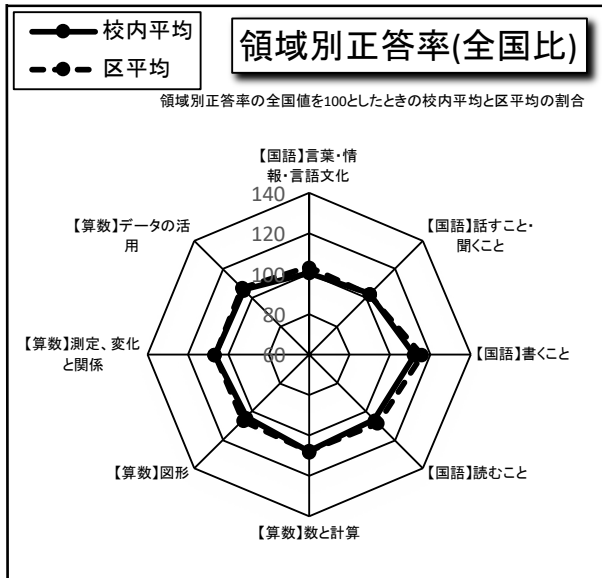 校内平均
区平均
領域別正答率(全国比)
領域別正答率の全国値を100としたときの校内平均と区平均の割合
【国語】言葉・情
報・言語文化
【国語】話すこと・
聞くこと
【国語】書くこと
【国語】読むこと
【算数】数と計算
【算数】図形
【算数】測定、変化
と関係
【算数】データの活
用
140
120
100
80
60